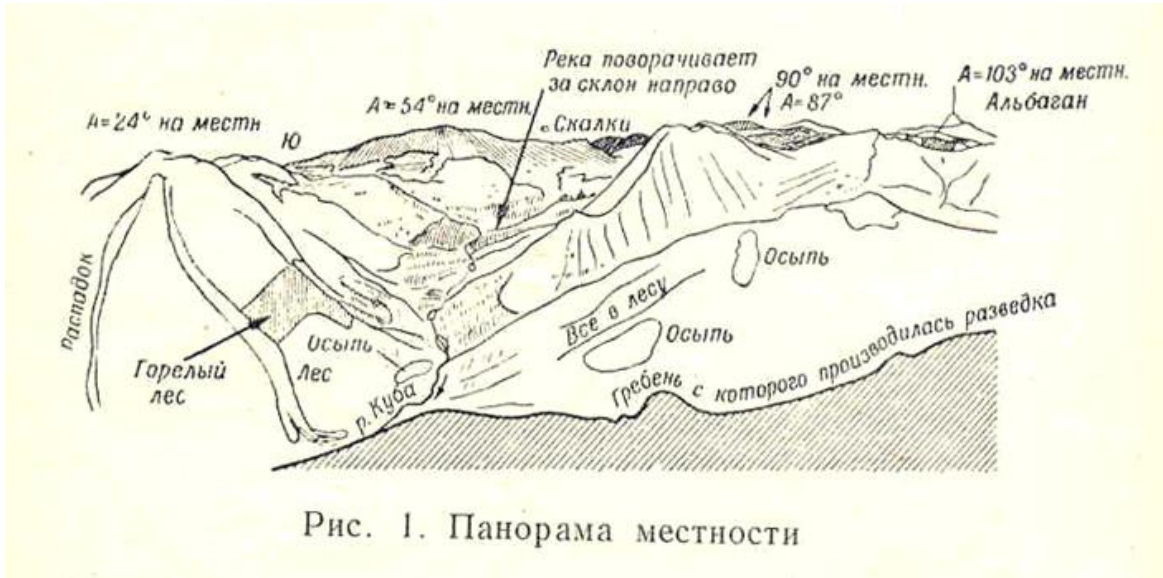 Река поворачивает
за склон направо
90° на местн.
А=87°
А=103° на местн.
Альбаган
А=54° на местн.
Скалки
А=24° на местн
Ю
Распадок
Осыпь
Все в лесу
Осыпь
Осыпь
Лес
Горелый
лес
р. Куба
Гребень с которого производилась разведка
Рис. 1. Панорама местности